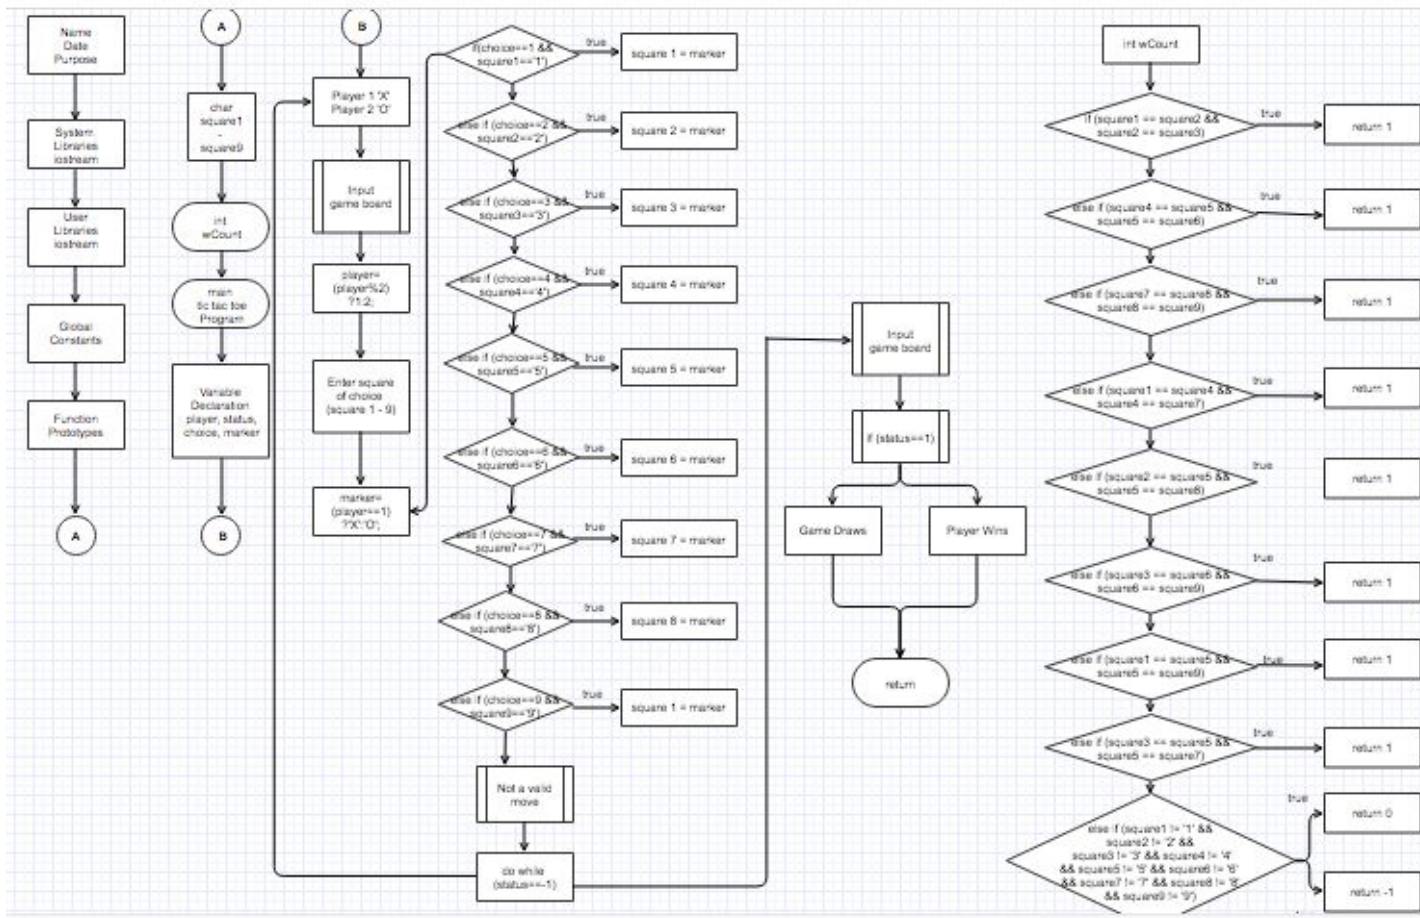 Name
Date
Purpose
System
Libraries
iostream
User
Libraries
iostream
Global
Constants
Function
Prototypes
A
A
char
square1
-
square9
int
wCount
main
tic tac toe
Program
Variable
Declaration
player, status,
choice, marker
B
B
Player 1 'X'
Player 2 'O'
Input
game board
player=
(player%2)
?1:2;
Enter square
of choice
(square 1 - 9)
marker=
(player==1)
?'X':'O';
if(choice==1 &&
square1=='1')
true
square 1 = marker
else if (choice==2 &&
square2=='2')
true
square 2 = marker
else if (choice==3 &&
square3=='3')
true
square 3 = marker
else if (choice==4 &&
square4=='4')
true
square 4 = marker
else if (choice==5 &&
square5=='5')
true
square 5 = marker
else if (choice==6 &&
square6=='6')
true
square 6 = marker
else if (choice==7 &&
square7=='7')
true
square 7 = marker
else if (choice==8 &&
square8=='8')
true
square 8 = marker
else if (choice==9 &&
square9=='9')
true
square 1 = marker
Not a valid
move
do while
(status==-1)
Input
game board
if (status==1)
Game Draws
Player Wins
return
int wCount
if (square1 == square2 &&
square2 == square3)
true
return 1
else if (square4 == square5 &&
square5 == square6)
true
return 1
else if (square7 == square8 &&
square8 == square9)
true
return 1
else if (square1 == square4 &&
square4 == square7)
true
return 1
else if (square2 == square5 &&
square5 == square8)
true
return 1
else if (square3 == square6 &&
square6 == square9)
true
return 1
else if (square1 == square5 &&
square5 == square9)
true
return 1
else if (square3 == square5 &&
square5 == square7)
true
return 1
else if (square1 != '1' &&
square2 != '2' &&
square3 != '3' && square4 != '4'
&& square5 != '5' && square6 != '6'
&& square7 != '7' && square8 != '8'
&& square9 != '9')
true
return 0
return -1